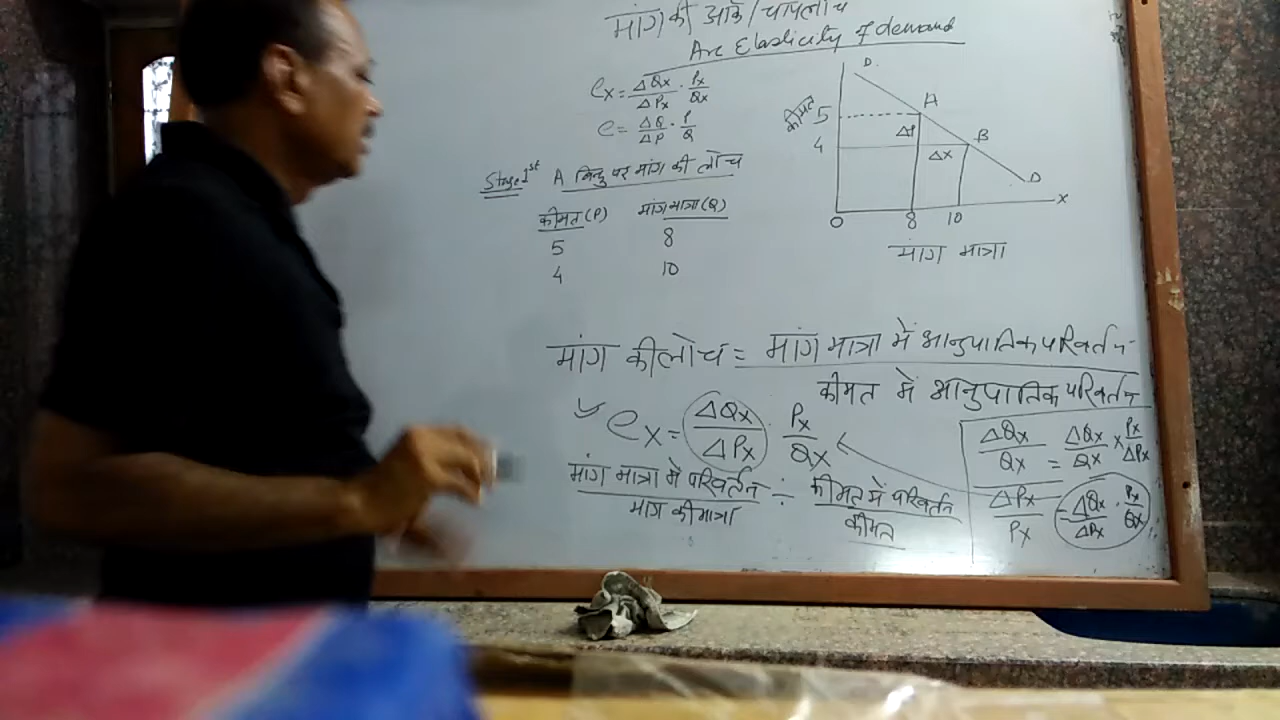 मांग की आर्क/चापलोच
Arc Elasticity of demand
ex = ΔQx/ΔPx · Px/Qx
e = ΔQ/ΔP · P/Q
Stage 1st A बिन्दु पर मांग की लोच
कीमत (P) मांग मात्रा (Q)
5 8
4 10
D
कीमत
5 A
ΔP
4 B
ΔX
D
X
0 8 10
मांग मात्रा
मांग की लोच = मांग मात्रा में आनुपातिक परिवर्तन
कीमत में आनुपातिक परिवर्तन
ex = ΔQx/ΔPx · Px/Qx
मांग मात्रा में परिवर्तन/मांग की मात्रा ÷ कीमत में परिवर्तन/कीमत
ΔQx/Qx = ΔQx/Qx × Px/ΔPx
ΔPx/Px = ΔQx/ΔPx · Px/Qx